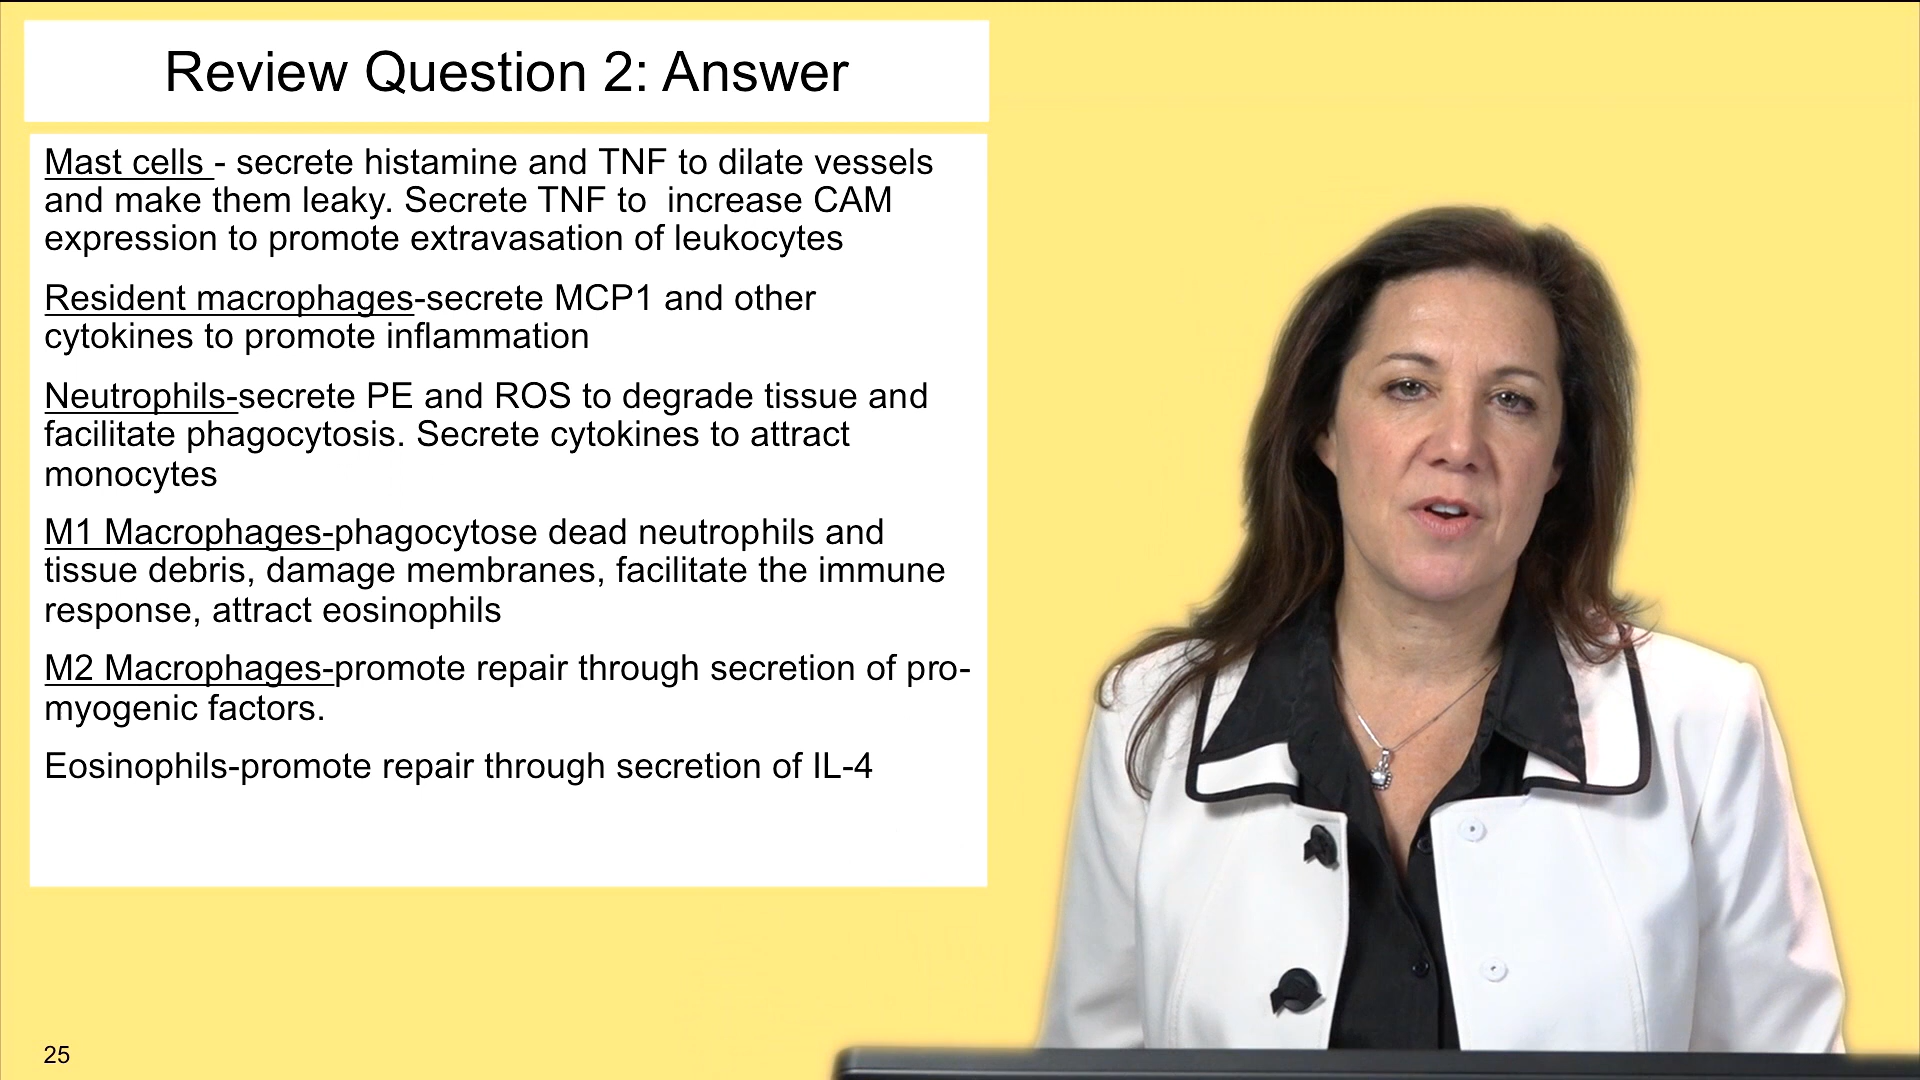 Review Question 2: Answer
Mast cells - secrete histamine and TNF to dilate vessels
and make them leaky. Secrete TNF to  increase CAM
expression to promote extravasation of leukocytes
Resident macrophages-secrete MCP1 and other
cytokines to promote inflammation
Neutrophils-secrete PE and ROS to degrade tissue and
facilitate phagocytosis. Secrete cytokines to attract
monocytes
M1 Macrophages-phagocytose dead neutrophils and
tissue debris, damage membranes, facilitate the immune
response, attract eosinophils
M2 Macrophages-promote repair through secretion of pro-
myogenic factors.
Eosinophils-promote repair through secretion of IL-4
25